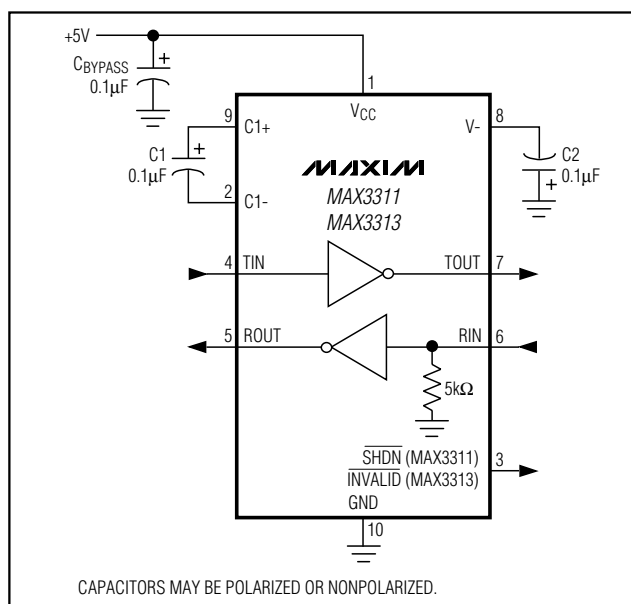 +5V
CBYPASS
0.1µF
+
1
VCC
9
C1+
V-
8
C1
0.1µF
+
C2
0.1µF
+
2
C1-
MAXIM
MAX3311
MAX3313
4
TIN
TOUT
7
5
ROUT
RIN
6
5kΩ
SHDN (MAX3311)
INVALID (MAX3313)
3
GND
10
CAPACITORS MAY BE POLARIZED OR NONPOLARIZED.